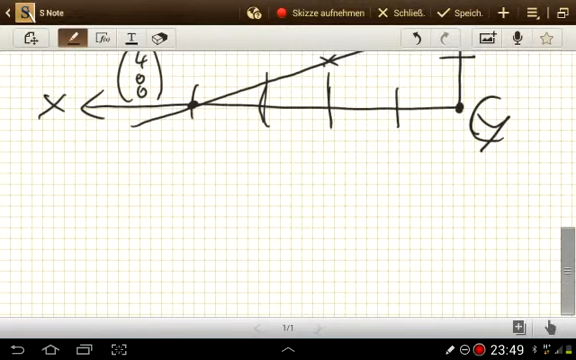 S Note
Skizze aufnehmen
Schließ.
Speich.
f(x)
T
4
0
0
X
y
1/1
23:49